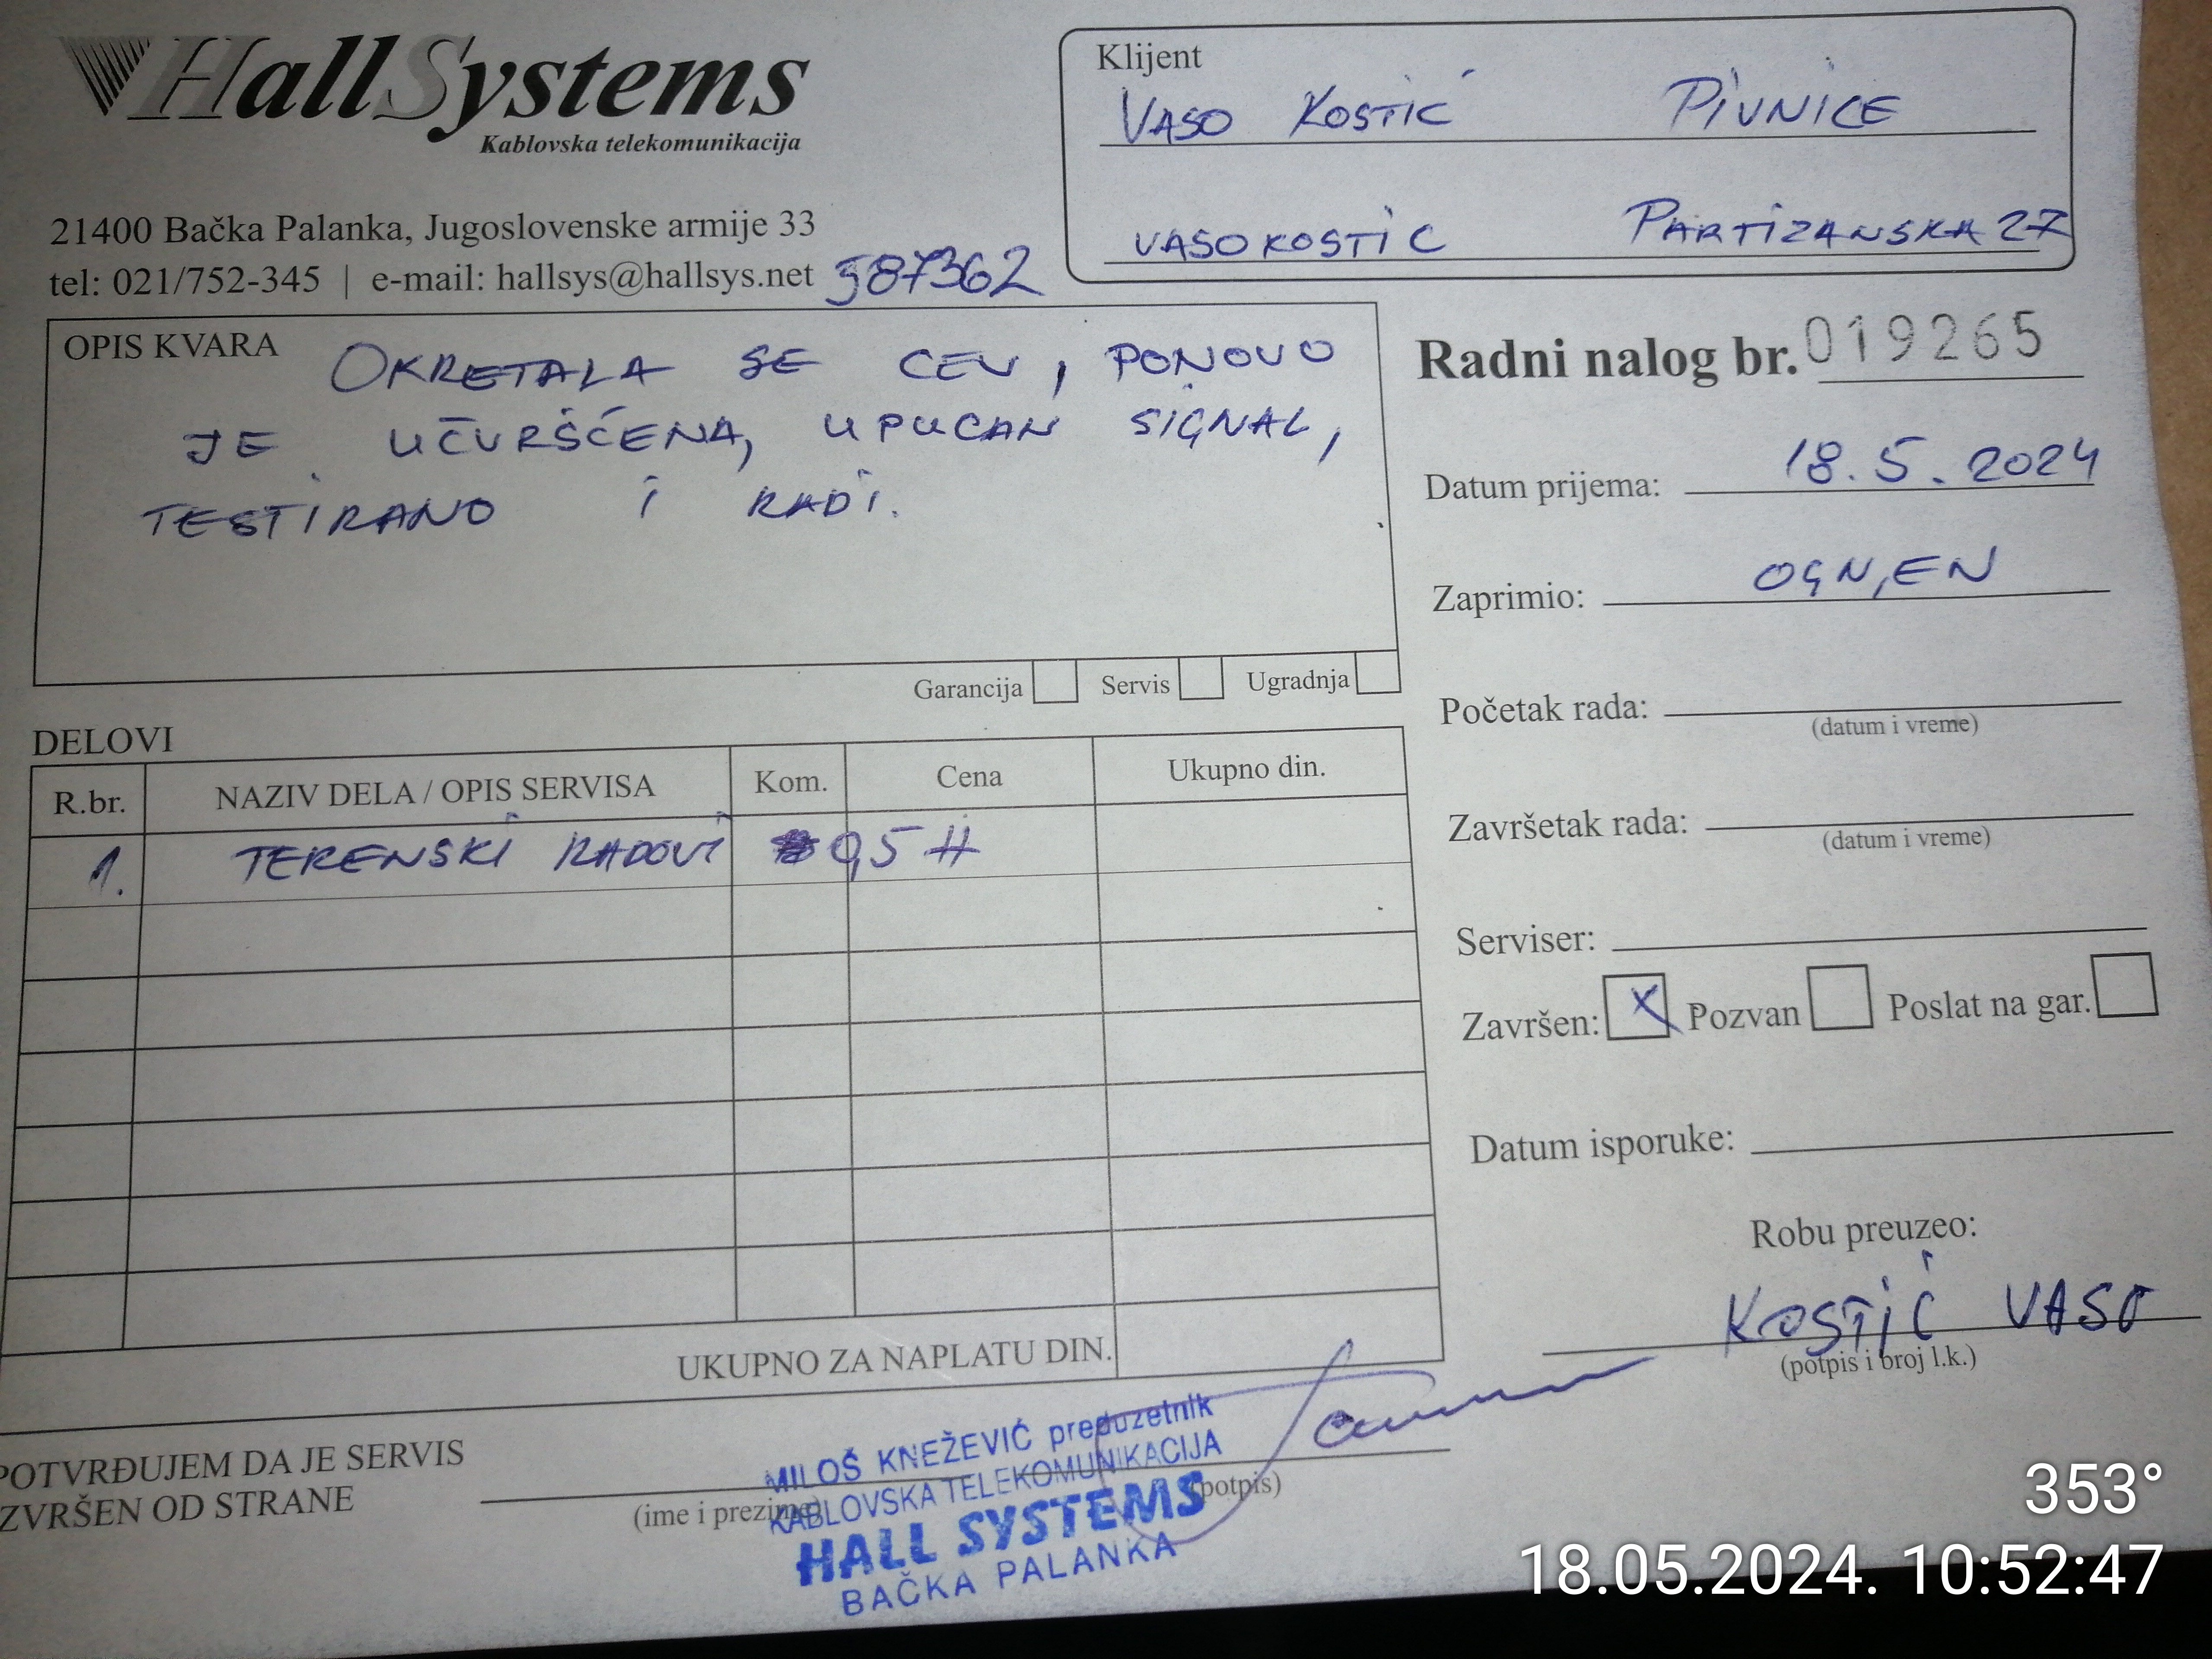 HallSystems
Kablovska telekomunikacija
21400 Bačka Palanka, Jugoslovenske armije 33
tel: 021/752-345 | e-mail: hallsys@hallsys.net
587362
Klijent
VASO KOSTIĆ PIVNICE
VASOKOSTIC PARTIZANSKA 27
OPIS KVARA
OKRETALA SE CEV, PONOVO
JE UČVRŠĆENA, UPUCAN SIGNAL,
TESTIRANO I RADI.
Garancija Servis Ugradnja
Radni nalog br. 019265
Datum prijema: 18.5.2024
Zaprimio: OGNJEN
Početak rada:
(datum i vreme)
Završetak rada:
(datum i vreme)
Serviser:
Završen: X Pozvan Poslat na gar.
Datum isporuke:
Robu preuzeo:
KOSTIĆ VASO
(potpis i broj l.k.)
DELOVI
R.br. NAZIV DELA / OPIS SERVISA Kom. Cena Ukupno din.
1. TERENSKI RADOVI 0,5 H
UKUPNO ZA NAPLATU DIN.
POTVRĐUJEM DA JE SERVIS
IZVRŠEN OD STRANE
(ime i prezime)
(potpis)
MILOŠ KNEŽEVIĆ preduzetnik
KABLOVSKA TELEKOMUNIKACIJA
HALL SYSTEMS
BAČKA PALANKA
353°
18.05.2024. 10:52:47